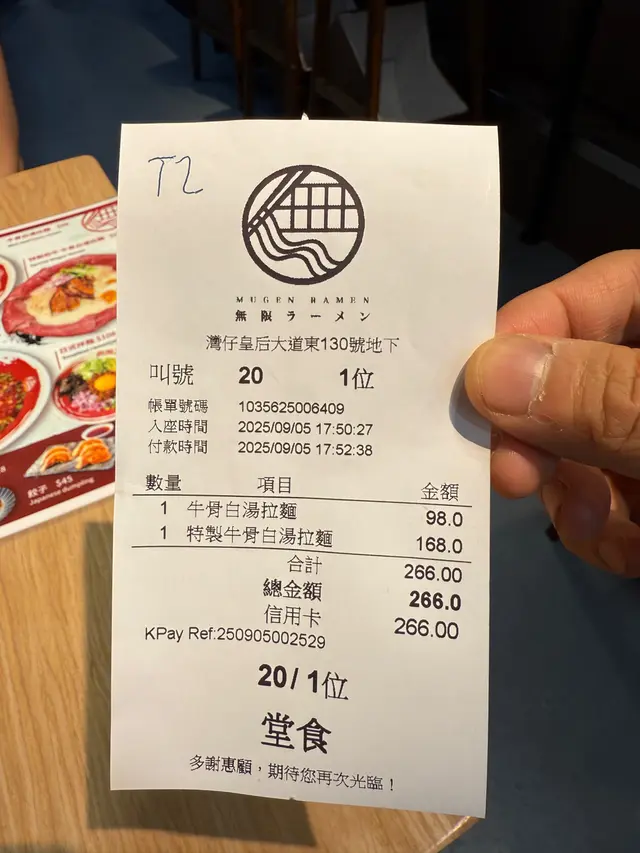 T2
MUGEN RAMEN
無限ラーメン
灣仔皇后大道東130號地下
叫號 20 1位
帳單號碼 1035625006409
入座時間 2025/09/05 17:50:27
付款時間 2025/09/05 17:52:38
數量 項目 金額
1 牛骨白湯拉麵 98.0
1 特製牛骨白湯拉麵 168.0
合計 266.00
總金額 266.0
信用卡 266.00
KPay Ref:250905002529
20/ 1位
堂食
多謝惠顧，期待您再次光臨！
餃子 $45
Japanese dumpling